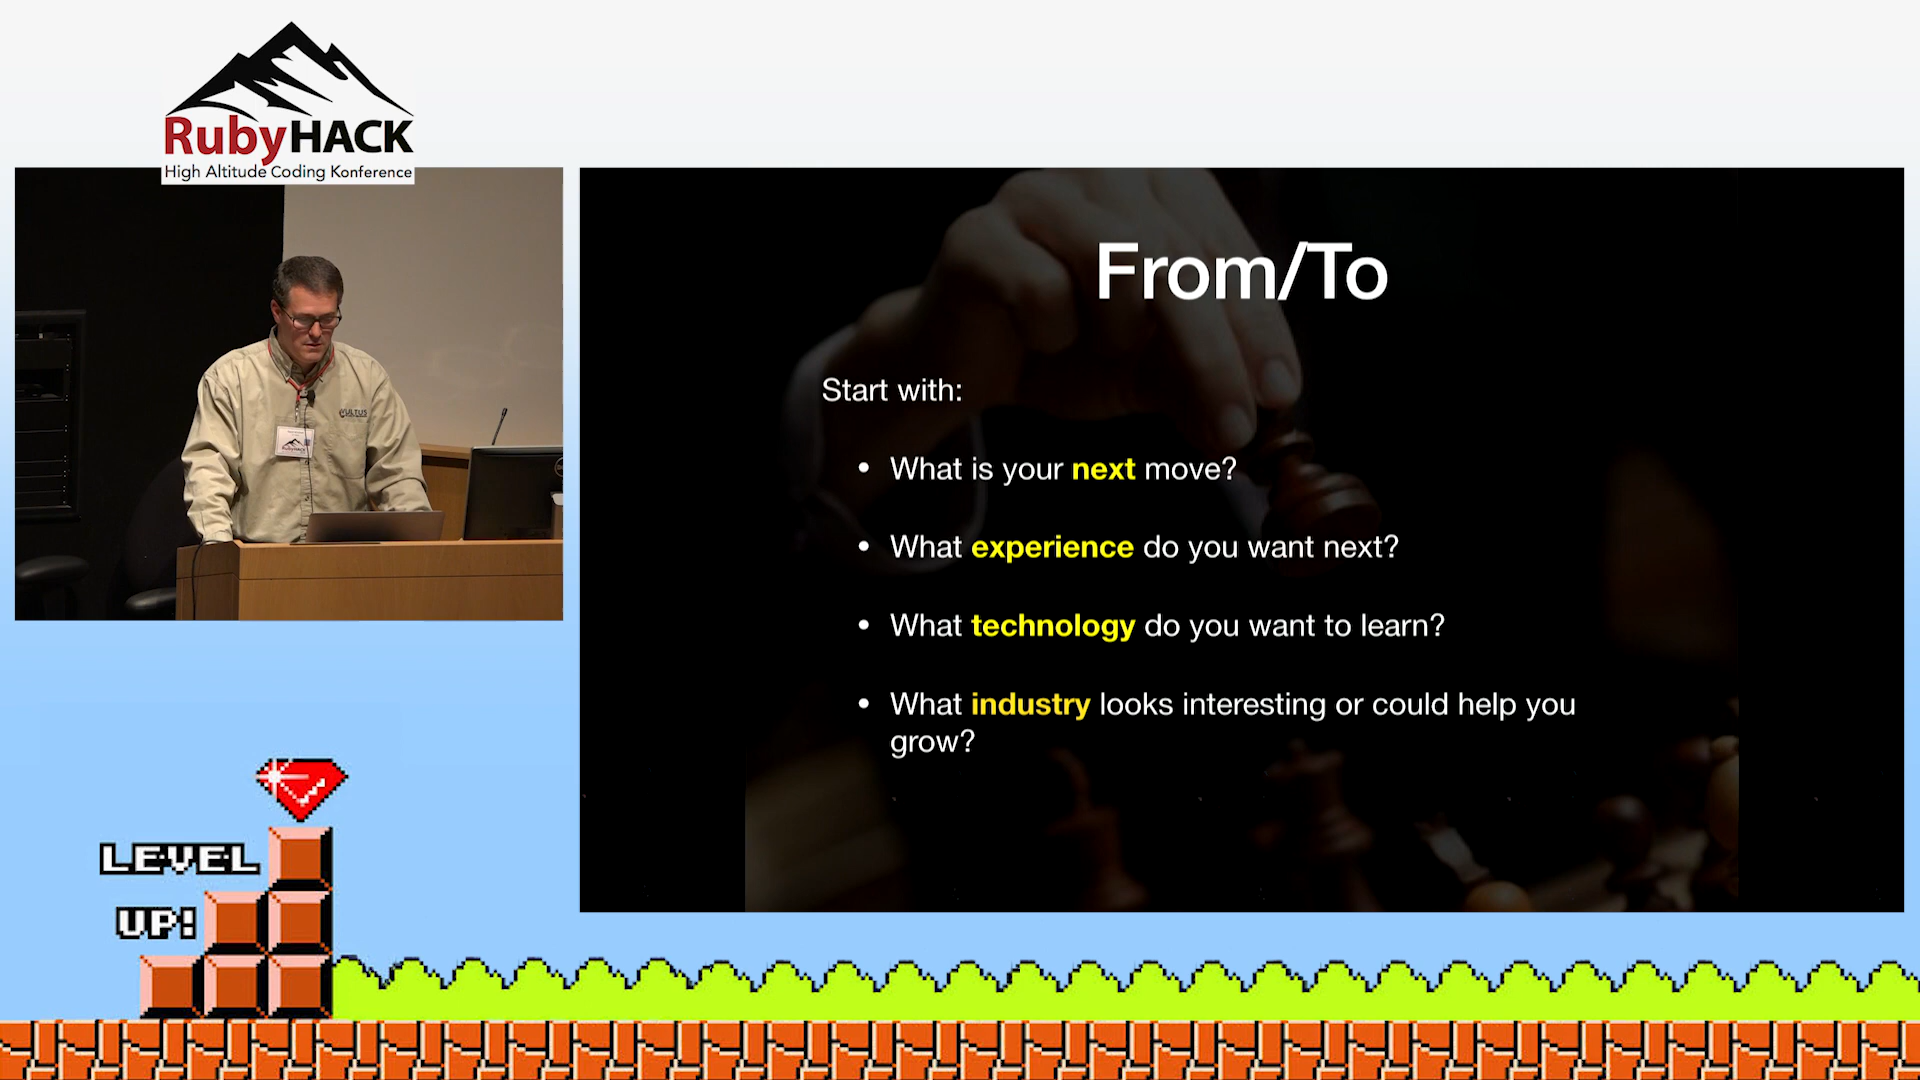 RubyHACK
High Altitude Coding Konference
From/To
Start with:
• What is your next move?
• What experience do you want next?
• What technology do you want to learn?
• What industry looks interesting or could help you
grow?
LEVEL
UP!